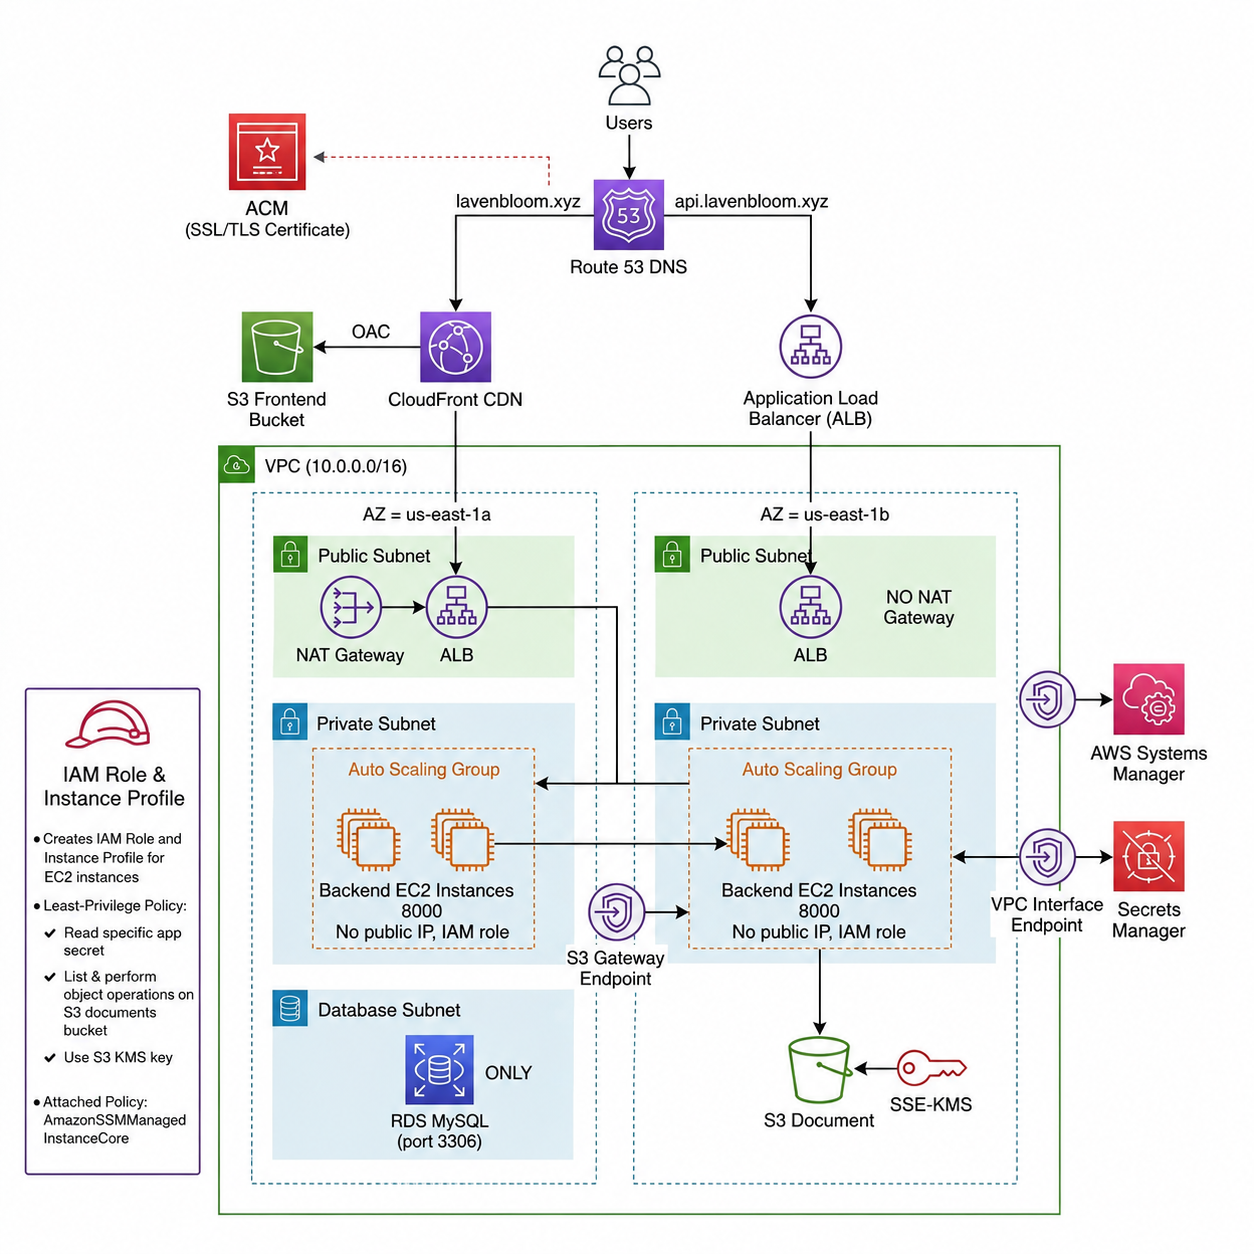 Users
ACM
(SSL/TLS Certificate)
lavenbloom.xyz
53
api.lavenbloom.xyz
Route 53 DNS
OAC
S3 Frontend
Bucket
CloudFront CDN
Application Load
Balancer (ALB)
VPC (10.0.0.0/16)
AZ = us-east-1a
AZ = us-east-1b
Public Subnet
NAT Gateway
ALB
Public Subnet
ALB
NO NAT
Gateway
Private Subnet
Auto Scaling Group
Backend EC2 Instances
8000
No public IP, IAM role
Private Subnet
Auto Scaling Group
Backend EC2 Instances
8000
No public IP, IAM role
S3 Gateway
Endpoint
AWS Systems
Manager
VPC Interface
Endpoint
Secrets
Manager
Database Subnet
ONLY
RDS MySQL
(port 3306)
S3 Document
SSE-KMS
IAM Role &
Instance Profile
• Creates IAM Role and
Instance Profile for
EC2 instances
• Least-Privilege Policy:
✔ Read specific app
secret
✔ List & perform
object operations on
S3 documents
bucket
✔ Use S3 KMS key
• Attached Policy:
AmazonSSMManaged
InstanceCore